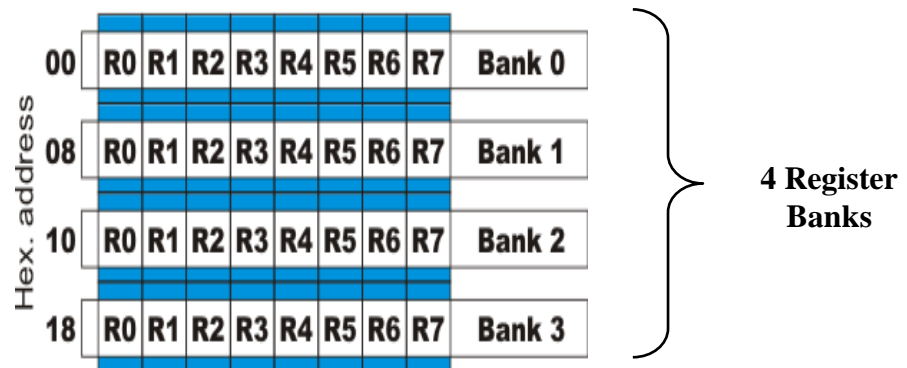 Hex. address
00 R0 R1 R2 R3 R4 R5 R6 R7 Bank 0
08 R0 R1 R2 R3 R4 R5 R6 R7 Bank 1
10 R0 R1 R2 R3 R4 R5 R6 R7 Bank 2
18 R0 R1 R2 R3 R4 R5 R6 R7 Bank 3
4 Register
Banks